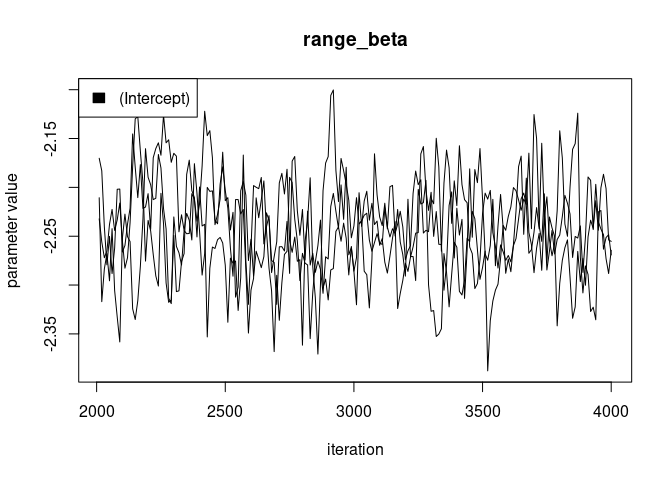 range_beta
(Intercept)
parameter value
-2.15
-2.25
-2.35
2000
2500
3000
3500
4000
iteration